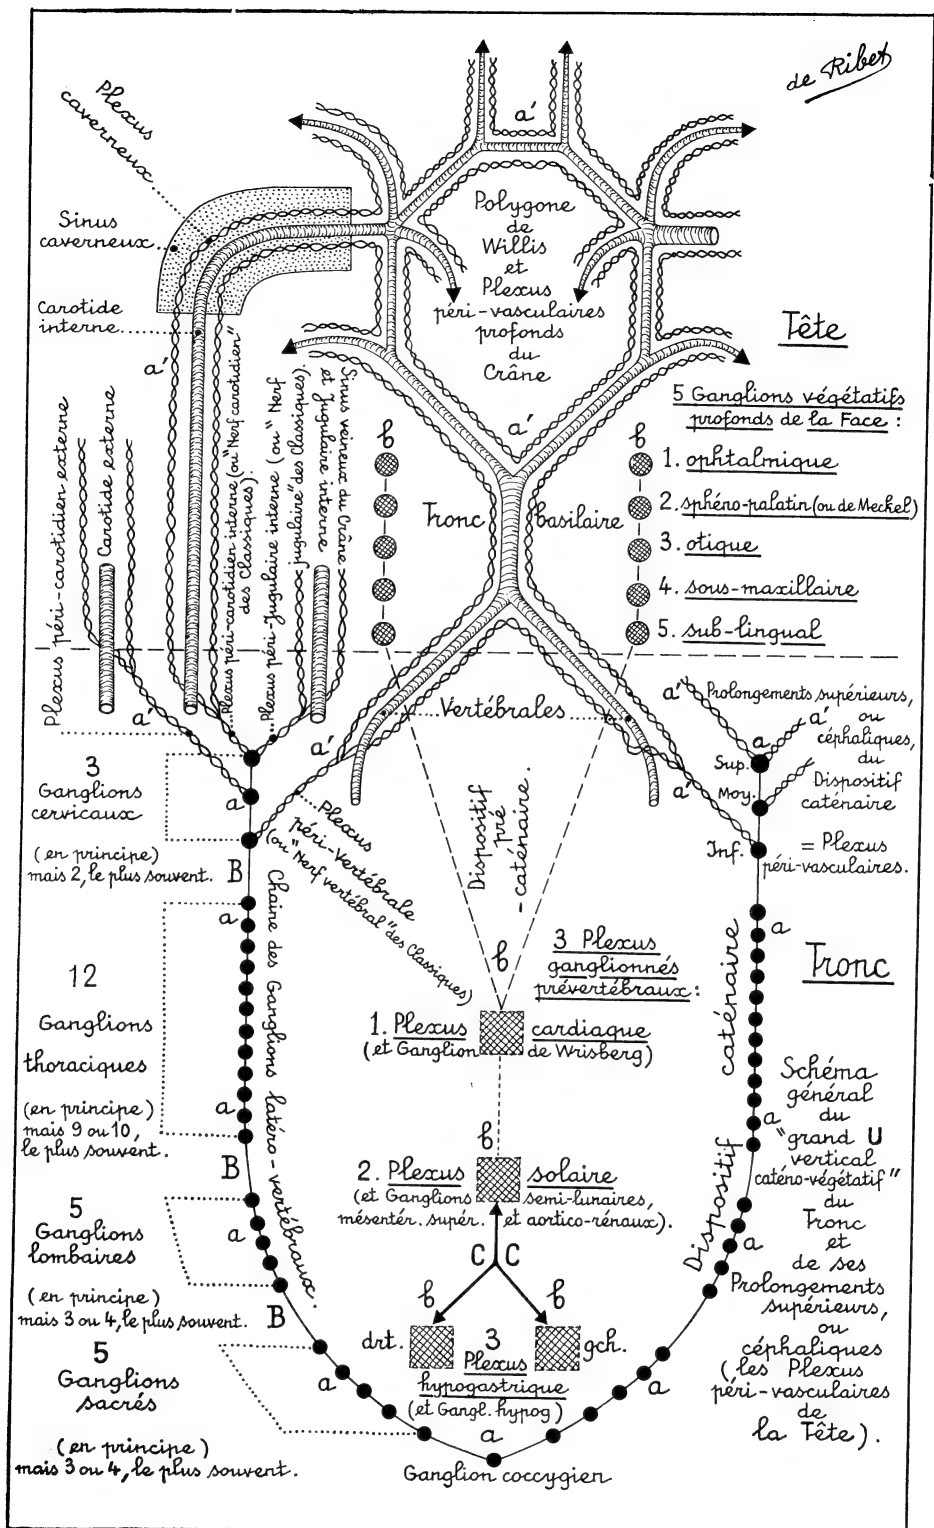 de Ribet
Plexus
caverneux
Sinus
caverneux
Carotide
interne
a'
a'
Polygone
de
Willis
et
Plexus
péri-vasculaires
profonds
du
Crâne
Tête
a'
5 Ganglions végétatifs
profonds de la Face :
b
b
1. ophtalmique
2. sphéno-palatin (ou de Meckel)
3. otique
4. sous-maxillaire
5. sub-lingual
Tronc basilaire
Plexus péri-carotidien externe
Carotide externe
Plexus péri-carotidien interne (ou "Nerf carotidien"
des Classiques).
Plexus péri-Jugulaire interne (ou "Nerf
jugulaire" des Classiques).
et Jugulaire interne
Sinus veineux du Crâne
a'
a'
Vertébrales
a'
a'
Prolongements supérieurs,
a'
ou
céphaliques,
du
Dispositif
caténaire
= Plexus
péri-vasculaires.
a
Sup.
Moy.
Inf.
3
Ganglions
cervicaux
(en principe)
mais 2, le plus souvent.
a
B
Plexus
péri-Vertébrale
(ou "Nerf vertébral" des Classiques)
Dispositif
pré
-caténaire.
b
3 Plexus
ganglionnés
prévertébraux :
Tronc
a
a
12
Ganglions
thoraciques
(en principe)
mais 9 ou 10,
le plus souvent.
a
B
Chaîne des Ganglions latéro-vertébraux.
1. Plexus cardiaque
(et Ganglion de Wrisberg)
b
2. Plexus solaire
(et Ganglions semi-lunaires,
mésentér. supér. et aortico-rénaux).
C C
b b
drt. gch.
3
Plexus
hypogastrique
(et Gangl. hypog)
a
Ganglion coccygien
5
Ganglions
lombaires
(en principe)
mais 3 ou 4, le plus souvent.
a
B
5
Ganglions
sacrés
(en principe)
mais 3 ou 4, le plus souvent.
a
Dispositif caténaire
a
a
a
Schéma
général
du
"grand U
vertical
caténo-végétatif"
du
Tronc
et
de ses
Prolongements
supérieurs,
ou
céphaliques
(les Plexus
péri-vasculaires
de
la Tête).